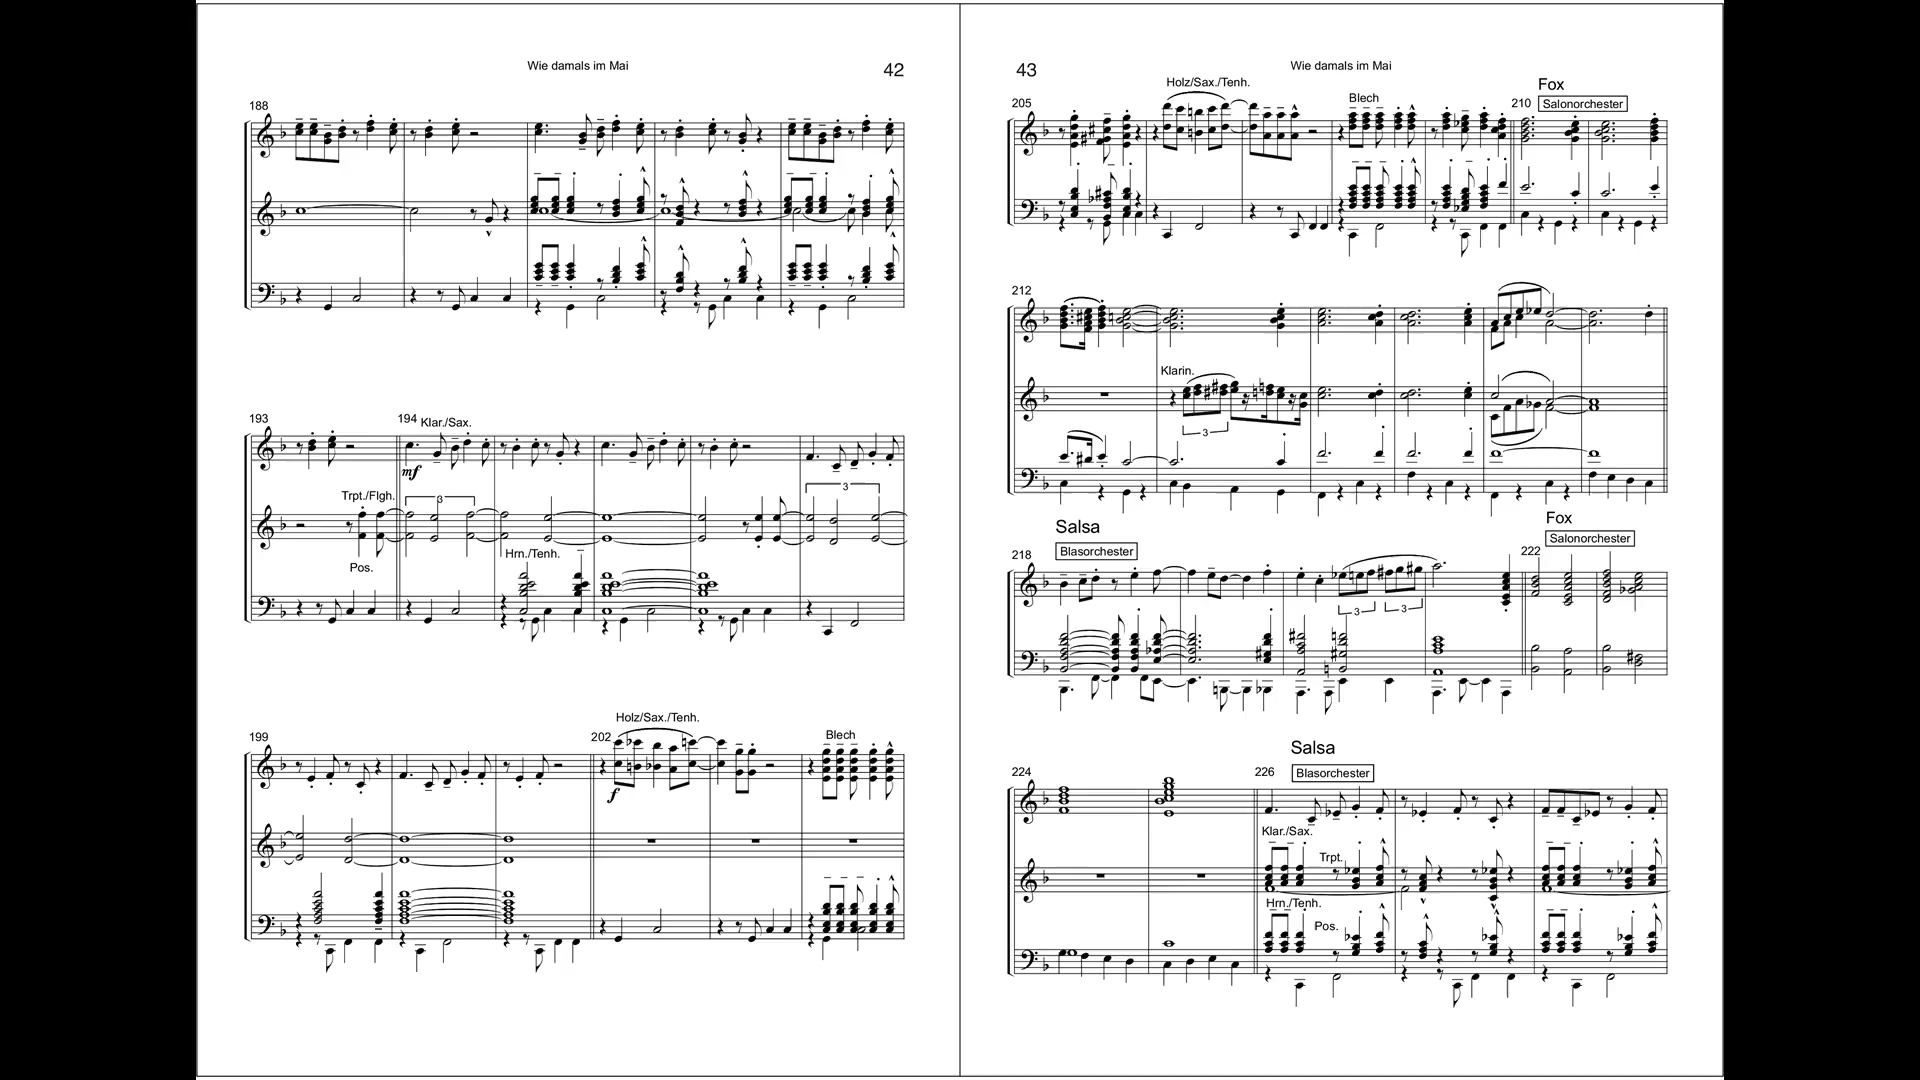 Wie damals im Mai
42
188
193
194
Klar./Sax.
mf
Trpt./Flgh.
3
3
Hrn./Tenh.
Pos.
199
202
Holz/Sax./Tenh.
Blech
f
43
Wie damals im Mai
205
Holz/Sax./Tenh.
Blech
Fox
210
Salonorchester
212
Klarin.
3
Salsa
Blasorchester
218
3
3
Fox
Salonorchester
222
224
Salsa
226
Blasorchester
Klar./Sax.
Trpt.
Hrn./Tenh.
Pos.